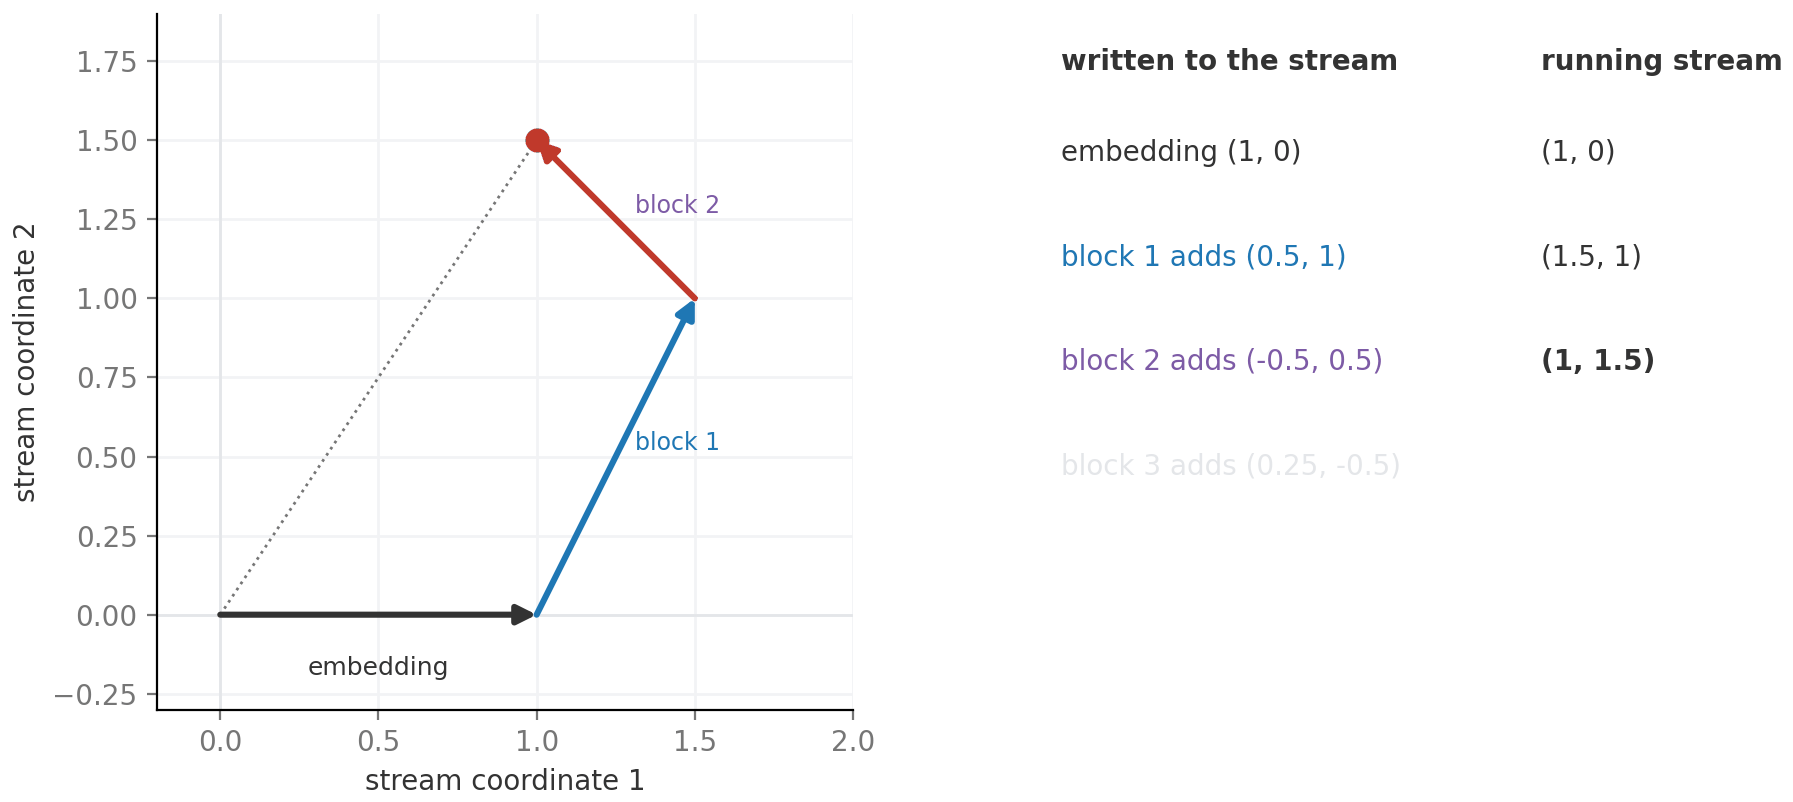 1.75
1.50
1.25
1.00
0.75
0.50
0.25
0.00
−0.25
stream coordinate 2
0.0 0.5 1.0 1.5 2.0
stream coordinate 1
block 2
block 1
embedding
written to the stream running stream
embedding (1, 0) (1, 0)
block 1 adds (0.5, 1) (1.5, 1)
block 2 adds (-0.5, 0.5) (1, 1.5)
block 3 adds (0.25, -0.5)